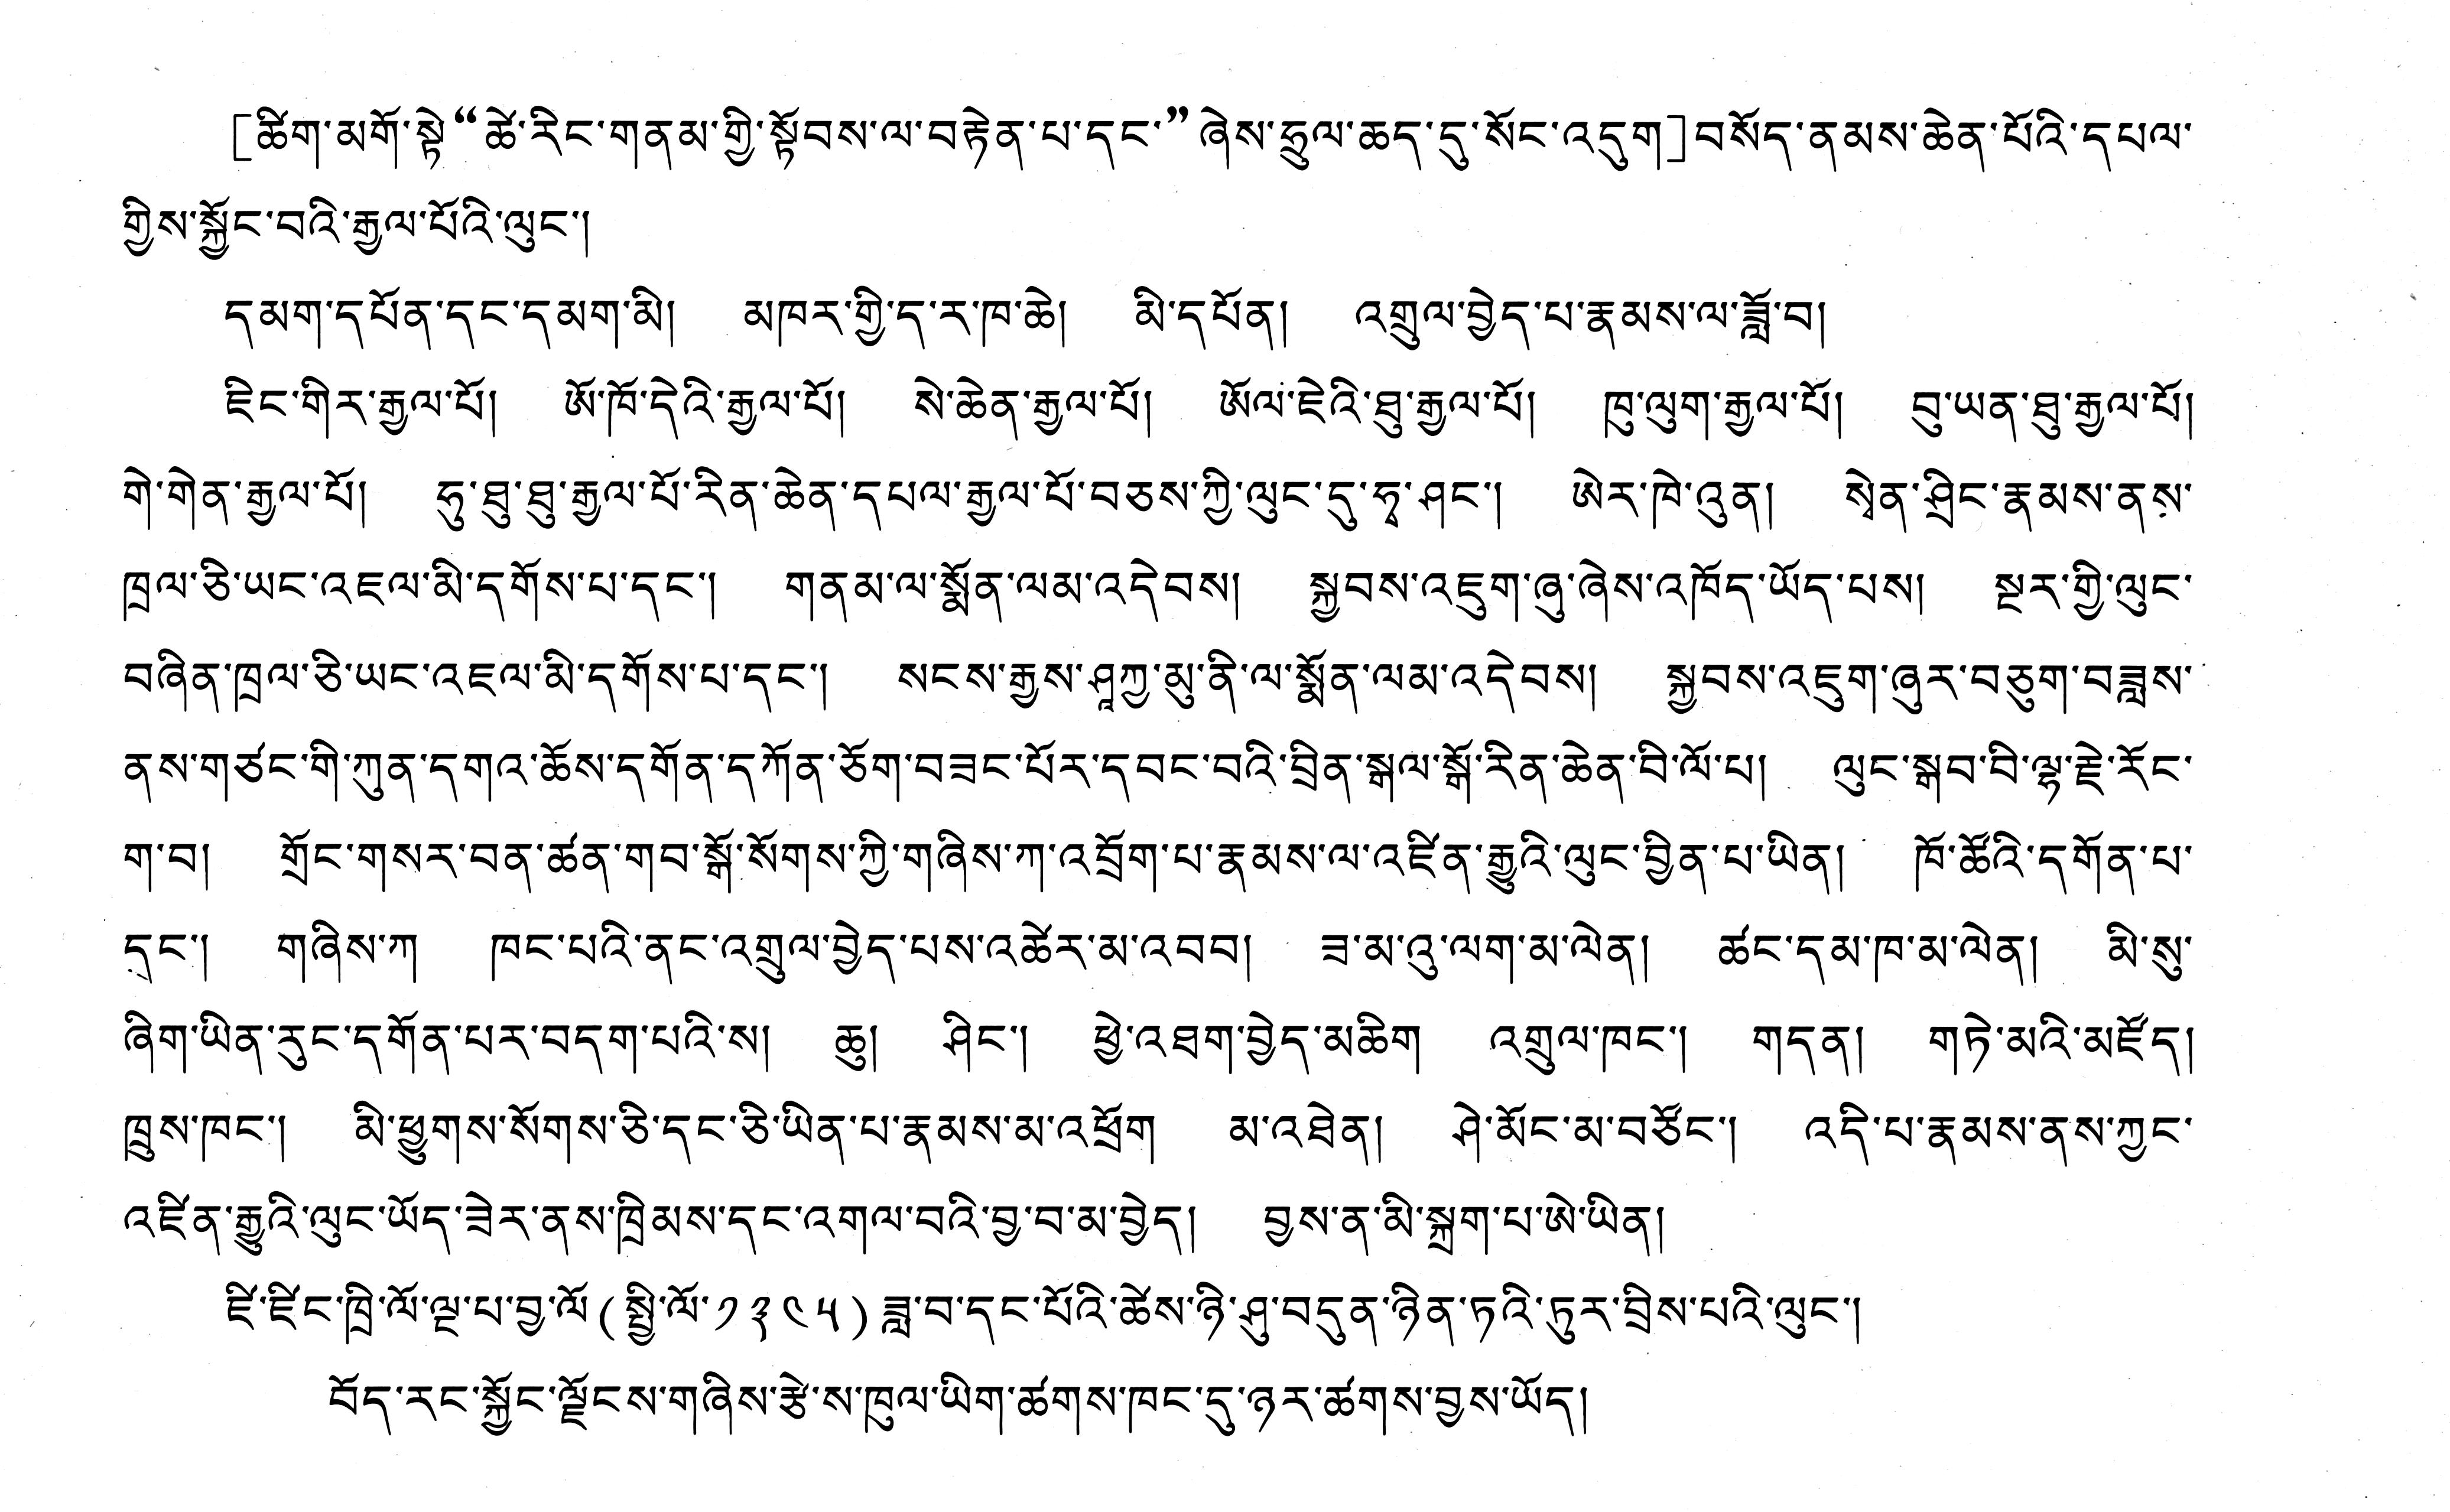 [ཚིག་མགོ་སྟེ“ཚེ་རིང་གནམ་གྱི་སྟོབས་ལ་བརྟེན་པ་དང་”ཞེས་ཧྲུལ་ཆད་དུ་སོང་འདུག]བསོད་ནམས་ཆེན་པོའི་དཔལ་
གྱིས་སྐྱོང་བའི་རྒྱལ་པོའི་ལུང་།
དམག་དཔོན་དང་དམག་མི། མཁར་གྱི་ད་ར་ཁ་ཆེ། མི་དཔོན། འགྲུལ་བྱེད་པ་རྣམས་ལ་ཟློ་བ།
ཇིང་གིར་རྒྱལ་པོ། ཨོ་ཁོ་དེའི་རྒྱལ་པོ། སེ་ཆེན་རྒྱལ་པོ། ཨོལ་ཇེའི་ཐུ་རྒྱལ་པོ། ཁུ་ལུག་རྒྱལ་པོ། བུ་ཡན་ཐུ་རྒྱལ་པོ།
གེ་གེན་རྒྱལ་པོ། ཧུ་ཐུ་ཐུ་རྒྱལ་པོ་རིན་ཆེན་དཔལ་རྒྱལ་པོ་བཅས་ཀྱི་ལུང་དུ་ཧྭ་ཤང་། ཨེར་ཁེ་འུན། སྭེན་ཤྲིང་རྣམས་ནས་
ཁྲལ་ཅི་ཡང་འཇལ་མི་དགོས་པ་དང་། གནམ་ལ་སྨོན་ལམ་འདེབས། སྐྱབས་འཇུག་ཞུ་ཞེས་འཁོད་ཡོད་པས། སྔར་གྱི་ལུང་
བཞིན་ཁྲལ་ཅི་ཡང་འཇལ་མི་དགོས་པ་དང་། སངས་རྒྱས་ཤཱཀྱ་མུ་ནི་ལ་སྨོན་ལམ་འདེབས། སྐྱབས་འཇུག་ཞུར་བཅུག་བཟླས་
ནས་གཙང་གི་ཀུན་དགའ་ཆོས་དགོན་དཀོན་ཅོག་བཟང་པོར་དབང་བའི་བྲིན་སྒལ་སྒོ་རིན་ཆེན་བི་ལོ་པ། ལུང་སྒབ་བི་ལྷ་རྗེ་རོང་
ག་བ། གྲོང་གསར་བན་ཚན་གབ་སྒོ་སོགས་ཀྱི་གཞིས་ཀ་འབྲོག་པ་རྣམས་ལ་འཛིན་རྒྱུའི་ལུང་བྱིན་པ་ཡིན། ཁོ་ཚོའི་དགོན་པ་
དང་། གཞིས་ཀ ཁང་པའི་ནང་འགྲུལ་བྱེད་པས་འཚེར་མ་འབབ། ཟ་མ་འུ་ལག་མ་ལེན། ཚང་དམ་ཁ་མ་ལེན། མི་སུ་
ཞིག་ཡིན་རུང་དགོན་པར་བདག་པའི་ས། ཆུ། ཤིང་། ཕྱེ་འཐག་བྱེད་མཆིག འགྲུལ་ཁང་། གདན། གཏེ་མའི་མཛོད།
ཁྲུས་ཁང་། མི་ཕྱུགས་སོགས་ཅི་དང་ཅི་ཡིན་པ་རྣམས་མ་འཕྲོག མ་འཐེན། ཤེ་མོང་མ་བཙོང་། འདི་པ་རྣམས་ནས་ཀྱང་
འཛིན་རྒྱུའི་ལུང་ཡོད་ཟེར་ནས་ཁྲིམས་དང་འགལ་བའི་བྱ་བ་མ་བྱེད། བྱས་ན་མི་སྐྲག་པ་ཨེ་ཡིན།
ཛི་ཛིང་ཁྲི་ལོ་ལྔ་པ་བྱ་ལོ(སྤྱི་ལོ་༡༣༤༥)ཟླ་བ་དང་པོའི་ཚེས་ཉི་ཤུ་བདུན་ཉིན་ཏའི་ཏུར་བྲིས་པའི་ལུང་།
བོད་རང་སྐྱོང་ལྗོངས་གཞིས་རྩེ་ས་ཁུལ་ཡིག་ཚགས་ཁང་དུ་ཉར་ཚགས་བྱས་ཡོད།